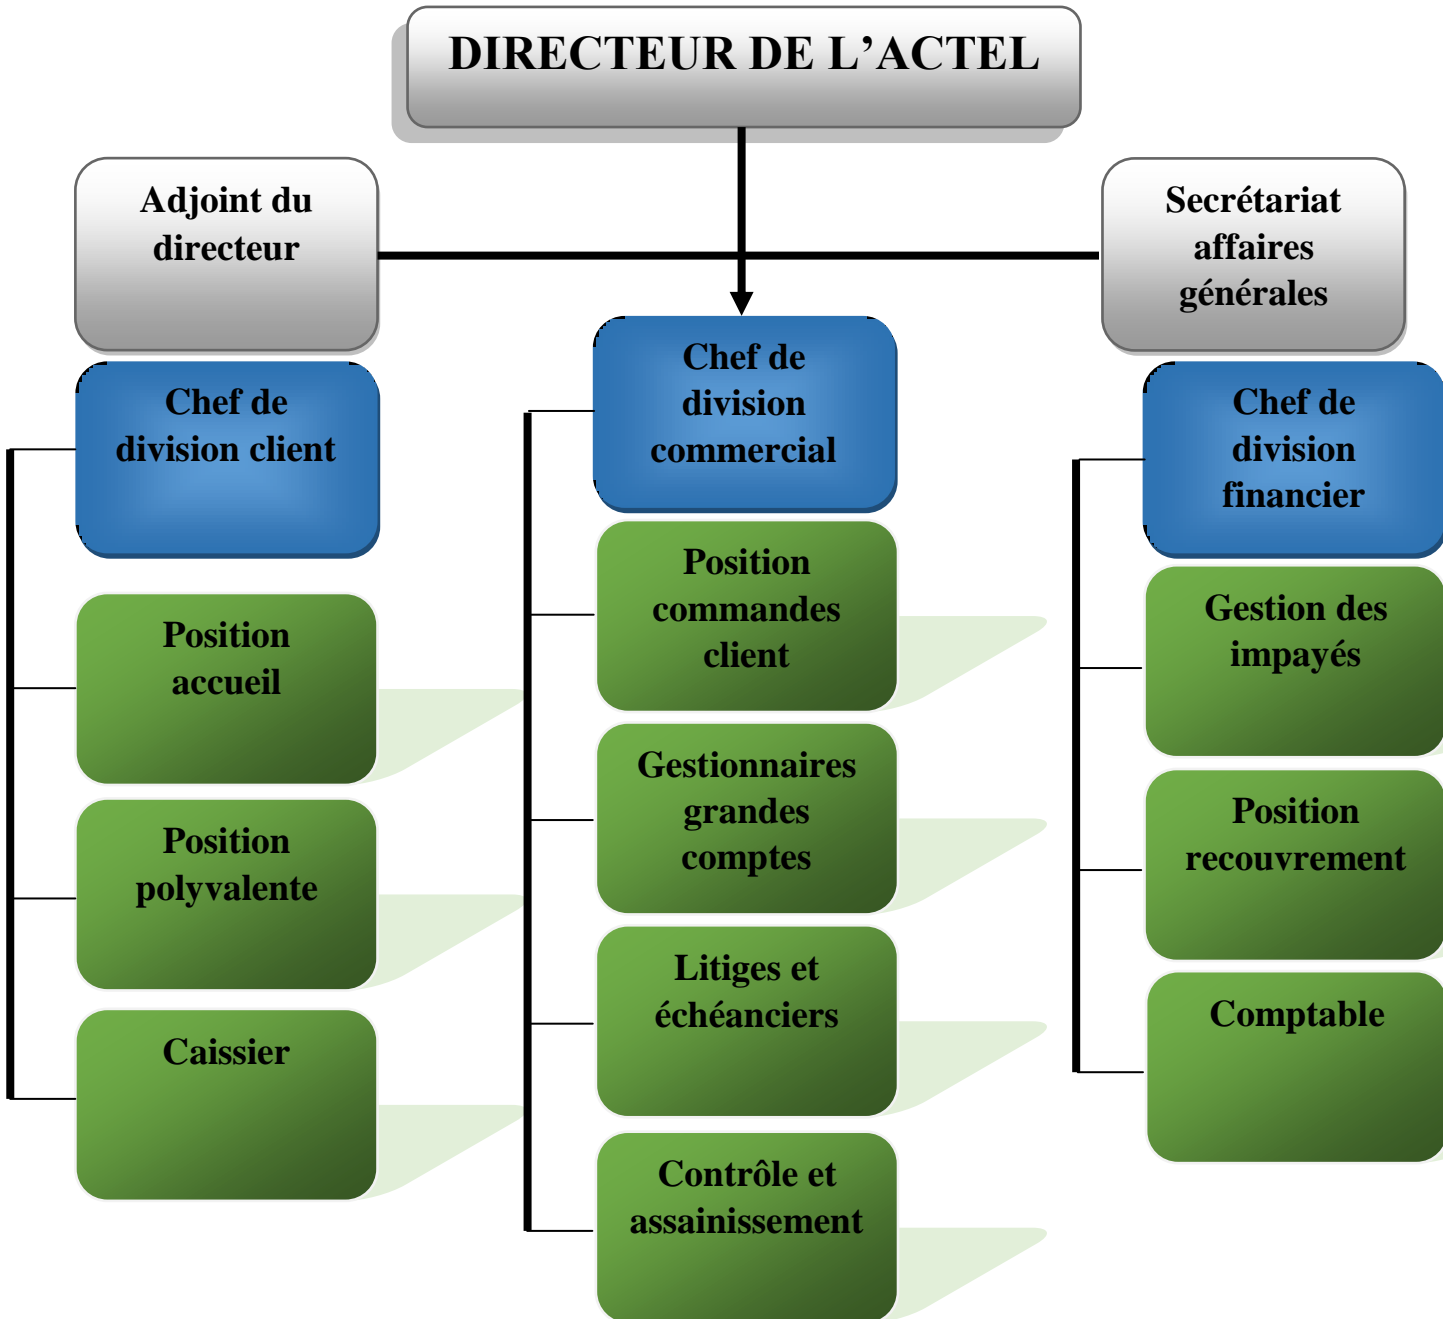 DIRECTEUR DE L’ACTEL
Adjoint du
directeur
Secrétariat
affaires
générales
Chef de
division client
Position
accueil
Position
polyvalente
Caissier
Chef de
division
commercial
Position
commandes
client
Gestionnaires
grandes
comptes
Litiges et
échéanciers
Contrôle et
assainissement
Chef de
division
financier
Gestion des
impayés
Position
recouvrement
Comptable